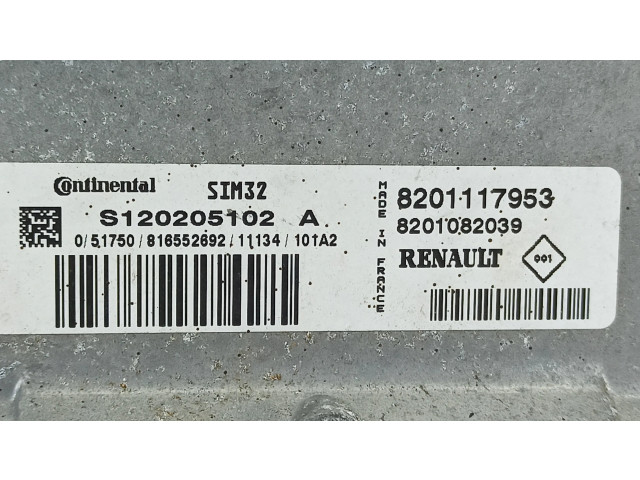 Continental SIM32
S120205102 A
0/51750/816552692/11134/101A2
MADE IN FRANCE
8201117953
8201082039
RENAULT 001